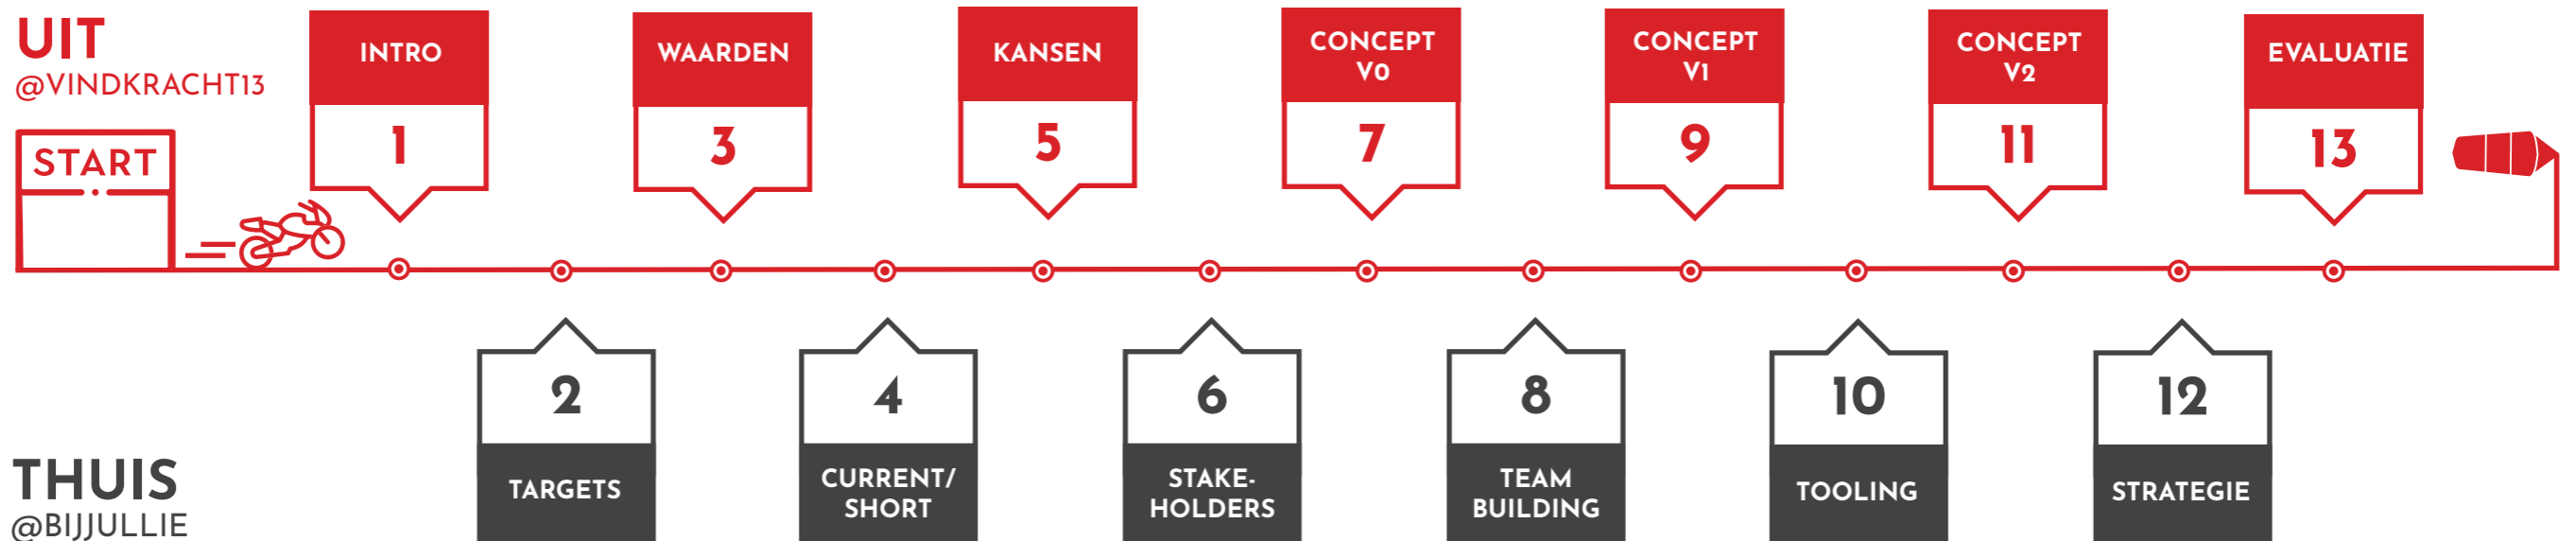 UIT
@VINDKRACHT13
START
INTRO
1
WAARDEN
3
KANSEN
5
CONCEPT
V0
7
CONCEPT
V1
9
CONCEPT
V2
11
EVALUATIE
13
THUIS
@BIJJULLIE
2
TARGETS
4
CURRENT/
SHORT
6
STAKE-
HOLDERS
8
TEAM
BUILDING
10
TOOLING
12
STRATEGIE